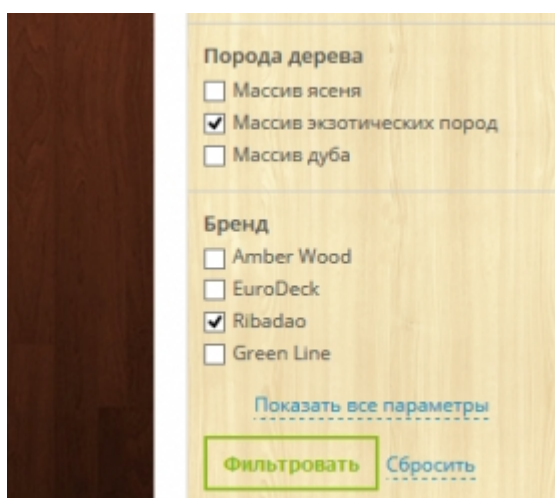 Порода дерева
Массив ясеня
Массив экзотических пород
Массив дуба
Бренд
Amber Wood
EuroDeck
Ribadao
Green Line
Показать все параметры
Фильтровать Сбросить